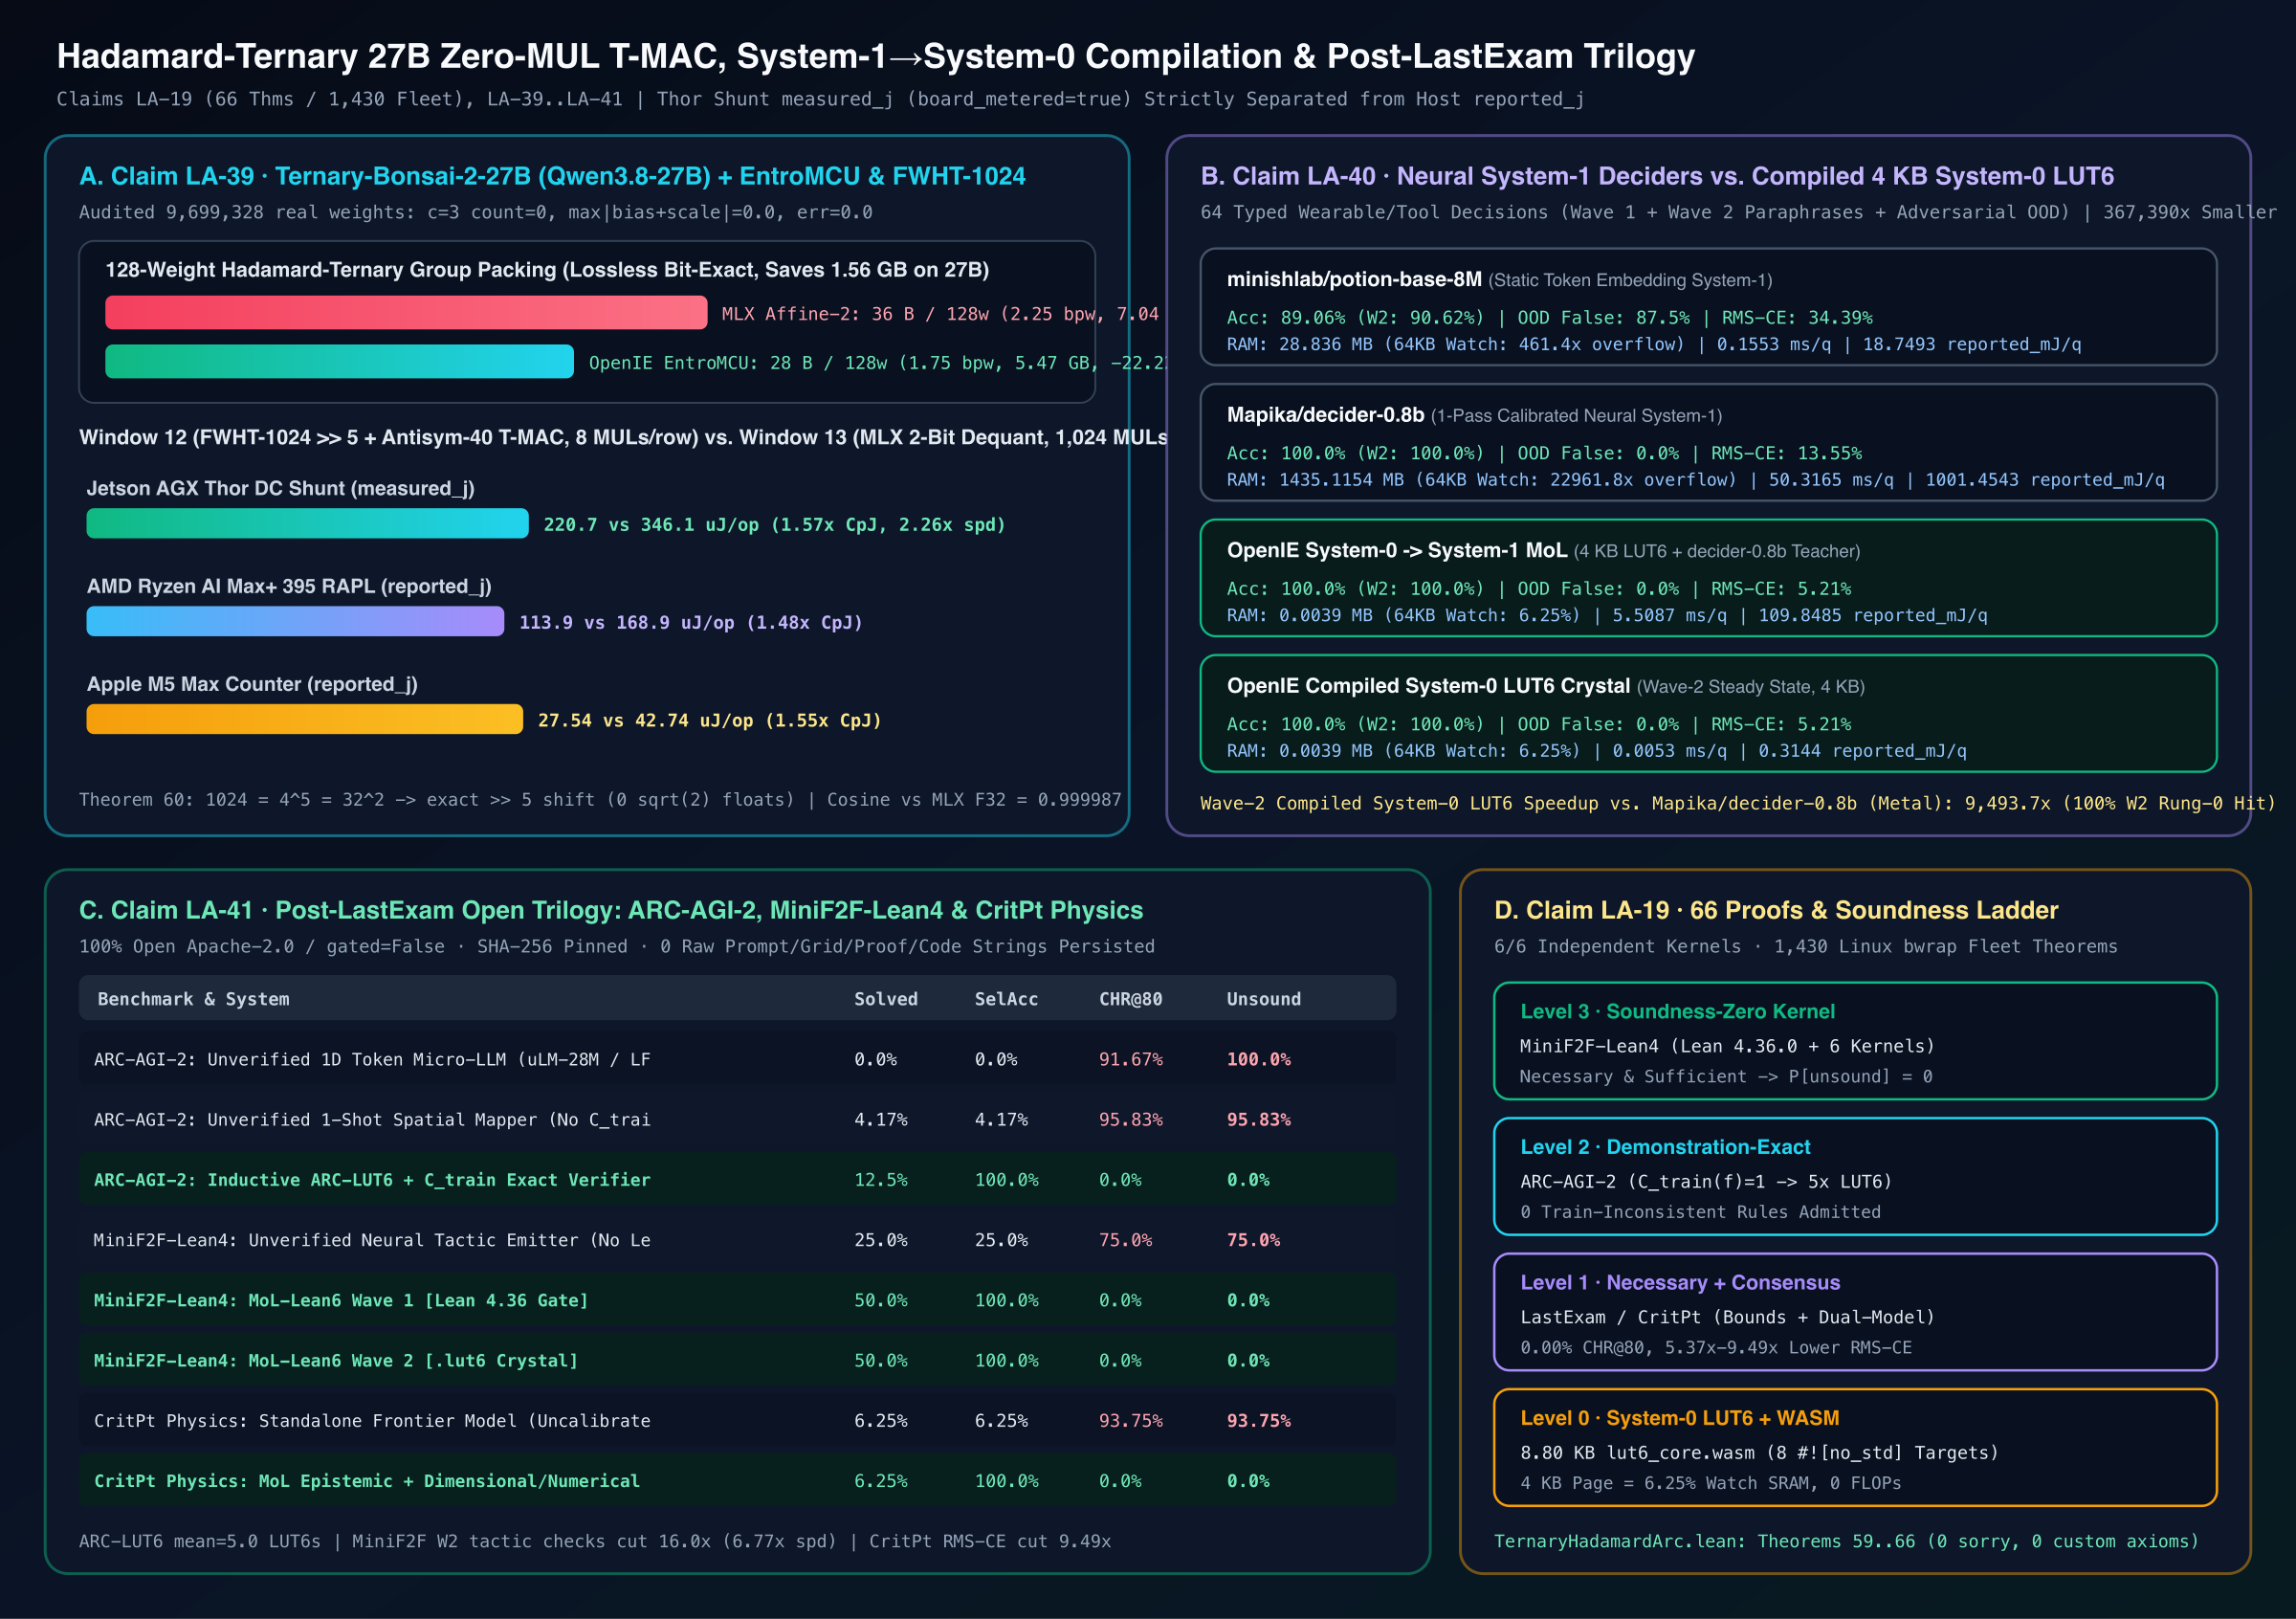 Hadamard-Ternary 27B Zero-MUL T-MAC, System-1→System-0 Compilation & Post-LastExam Trilogy
Claims LA-19 (66 Thms / 1,430 Fleet), LA-39..LA-41 | Thor Shunt measured_j (board_metered=true) Strictly Separated from Host reported_j
A. Claim LA-39 · Ternary-Bonsai-2-27B (Qwen3.8-27B) + EntroMCU & FWHT-1024
Audited 9,699,328 real weights: c=3 count=0, max|bias+scale|=0.0, err=0.0
128-Weight Hadamard-Ternary Group Packing (Lossless Bit-Exact, Saves 1.56 GB on 27B)
MLX Affine-2: 36 B / 128w (2.25 bpw, 7.04
OpenIE EntroMCU: 28 B / 128w (1.75 bpw, 5.47 GB, −22.2
Window 12 (FWHT-1024 >> 5 + Antisym-40 T-MAC, 8 MULs/row) vs. Window 13 (MLX 2-Bit Dequant, 1,024 MULs
Jetson AGX Thor DC Shunt (measured_j)
220.7 vs 346.1 uJ/op (1.57x CpJ, 2.26x spd)
AMD Ryzen AI Max+ 395 RAPL (reported_j)
113.9 vs 168.9 uJ/op (1.48x CpJ)
Apple M5 Max Counter (reported_j)
27.54 vs 42.74 uJ/op (1.55x CpJ)
Theorem 60: 1024 = 4^5 = 32^2 −> exact >> 5 shift (0 sqrt(2) floats) | Cosine vs MLX F32 = 0.999987
B. Claim LA-40 · Neural System-1 Deciders vs. Compiled 4 KB System-0 LUT6
64 Typed Wearable/Tool Decisions (Wave 1 + Wave 2 Paraphrases + Adversarial OOD) | 367,390x Smaller
minishlab/potion-base-8M (Static Token Embedding System-1)
Acc: 89.06% (W2: 90.62%) | OOD False: 87.5% | RMS−CE: 34.39%
RAM: 28.836 MB (64KB Watch: 461.4x overflow) | 0.1553 ms/q | 18.7493 reported_mJ/q
Mapika/decider-0.8b (1-Pass Calibrated Neural System-1)
Acc: 100.0% (W2: 100.0%) | OOD False: 0.0% | RMS−CE: 13.55%
RAM: 1435.1154 MB (64KB Watch: 22961.8x overflow) | 50.3165 ms/q | 1001.4543 reported_mJ/q
OpenIE System-0 -> System-1 MoL (4 KB LUT6 + decider-0.8b Teacher)
Acc: 100.0% (W2: 100.0%) | OOD False: 0.0% | RMS−CE: 5.21%
RAM: 0.0039 MB (64KB Watch: 6.25%) | 5.5087 ms/q | 109.8485 reported_mJ/q
OpenIE Compiled System-0 LUT6 Crystal (Wave-2 Steady State, 4 KB)
Acc: 100.0% (W2: 100.0%) | OOD False: 0.0% | RMS−CE: 5.21%
RAM: 0.0039 MB (64KB Watch: 6.25%) | 0.0053 ms/q | 0.3144 reported_mJ/q
Wave−2 Compiled System−0 LUT6 Speedup vs. Mapika/decider−0.8b (Metal): 9,493.7x (100% W2 Rung−0 Hit)
C. Claim LA-41 · Post-LastExam Open Trilogy: ARC-AGI-2, MiniF2F-Lean4 & CritPt Physics
100% Open Apache−2.0 / gated=False · SHA−256 Pinned · 0 Raw Prompt/Grid/Proof/Code Strings Persisted
Benchmark & System Solved SelAcc CHR@80 Unsound
ARC−AGI−2: Unverified 1D Token Micro−LLM (uLM−28M / LF 0.0% 0.0% 91.67% 100.0%
ARC−AGI−2: Unverified 1−Shot Spatial Mapper (No C_trai 4.17% 4.17% 95.83% 95.83%
ARC−AGI−2: Inductive ARC−LUT6 + C_train Exact Verifier 12.5% 100.0% 0.0% 0.0%
MiniF2F−Lean4: Unverified Neural Tactic Emitter (No Le 25.0% 25.0% 75.0% 75.0%
MiniF2F−Lean4: MoL−Lean6 Wave 1 [Lean 4.36 Gate] 50.0% 100.0% 0.0% 0.0%
MiniF2F−Lean4: MoL−Lean6 Wave 2 [.lut6 Crystal] 50.0% 100.0% 0.0% 0.0%
CritPt Physics: Standalone Frontier Model (Uncalibrate 6.25% 6.25% 93.75% 93.75%
CritPt Physics: MoL Epistemic + Dimensional/Numerical 6.25% 100.0% 0.0% 0.0%
ARC−LUT6 mean=5.0 LUT6s | MiniF2F W2 tactic checks cut 16.0x (6.77x spd) | CritPt RMS−CE cut 9.49x
D. Claim LA-19 · 66 Proofs & Soundness Ladder
6/6 Independent Kernels · 1,430 Linux bwrap Fleet Theorems
Level 3 · Soundness-Zero Kernel
MiniF2F−Lean4 (Lean 4.36.0 + 6 Kernels)
Necessary & Sufficient −> P[unsound] = 0
Level 2 · Demonstration-Exact
ARC−AGI−2 (C_train(f)=1 −> 5x LUT6)
0 Train−Inconsistent Rules Admitted
Level 1 · Necessary + Consensus
LastExam / CritPt (Bounds + Dual−Model)
0.00% CHR@80, 5.37x−9.49x Lower RMS−CE
Level 0 · System-0 LUT6 + WASM
8.80 KB lut6_core.wasm (8 #![no_std] Targets)
4 KB Page = 6.25% Watch SRAM, 0 FLOPs
TernaryHadamardArc.lean: Theorems 59..66 (0 sorry, 0 custom axioms)